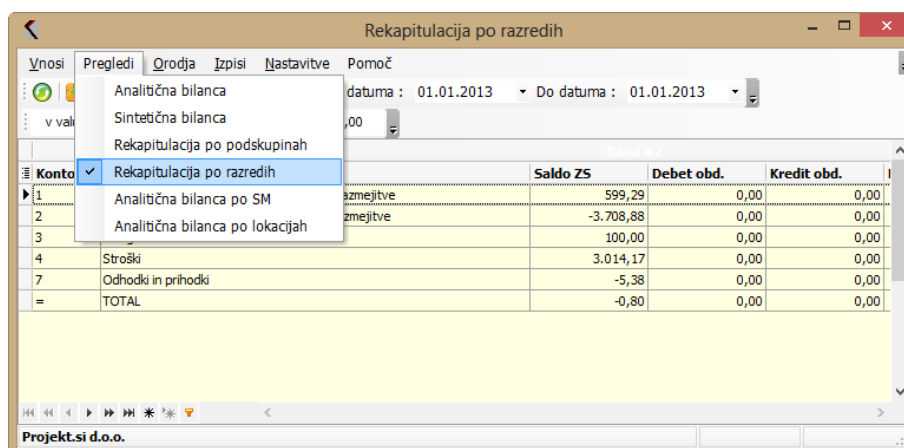 Rekapitulacija po razredih
Vnosi Pregledi Orodja Izpisi Nastavitve Pomoč
datuma : 01.01.2013 Do datuma : 01.01.2013
,00
Analitična bilanca
Sintetična bilanca
Rekapitulacija po podskupinah
Rekapitulacija po razredih
Analitična bilanca po SM
Analitična bilanca po lokacijah
Band #2
Konto Saldo ZS Debet obd. Kredit obd.
1 azmejitve 599,29 0,00 0,00
2 zmejitve -3.708,88 0,00 0,00
3 100,00 0,00 0,00
4 Stroški 3.014,17 0,00 0,00
7 Odhodki in prihodki -5,38 0,00 0,00
= TOTAL -0,80 0,00 0,00
Projekt.si d.o.o.